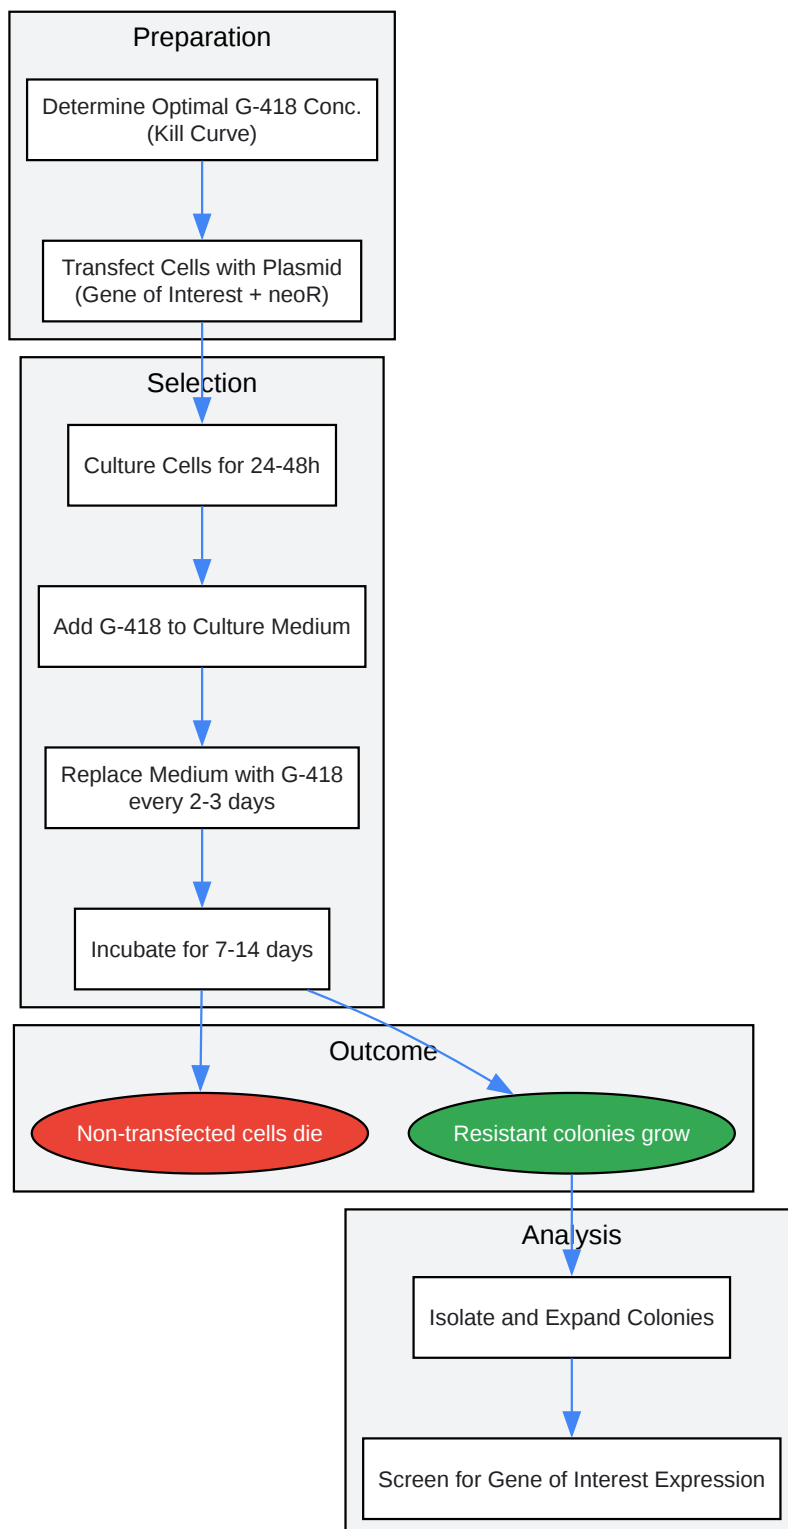 Preparation
Determine Optimal G-418 Conc.
(Kill Curve)
Transfect Cells with Plasmid
(Gene of Interest + neoR)
Selection
Culture Cells for 24-48h
Add G-418 to Culture Medium
Replace Medium with G-418
every 2-3 days
Incubate for 7-14 days
Outcome
Non-transfected cells die
Resistant colonies grow
Analysis
Isolate and Expand Colonies
Screen for Gene of Interest Expression